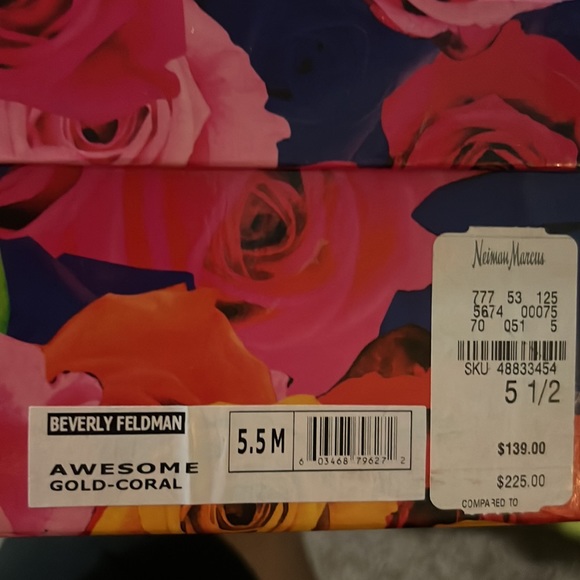 Neiman Marcus
777 53 125
5674 00075
70 051 5
SKU 48833454
5 1/2
$139.00
$225.00
COMPARED TO
BEVERLY FELDMAN
AWESOME
GOLD-CORAL
5.5 M
6 03468 79627 2